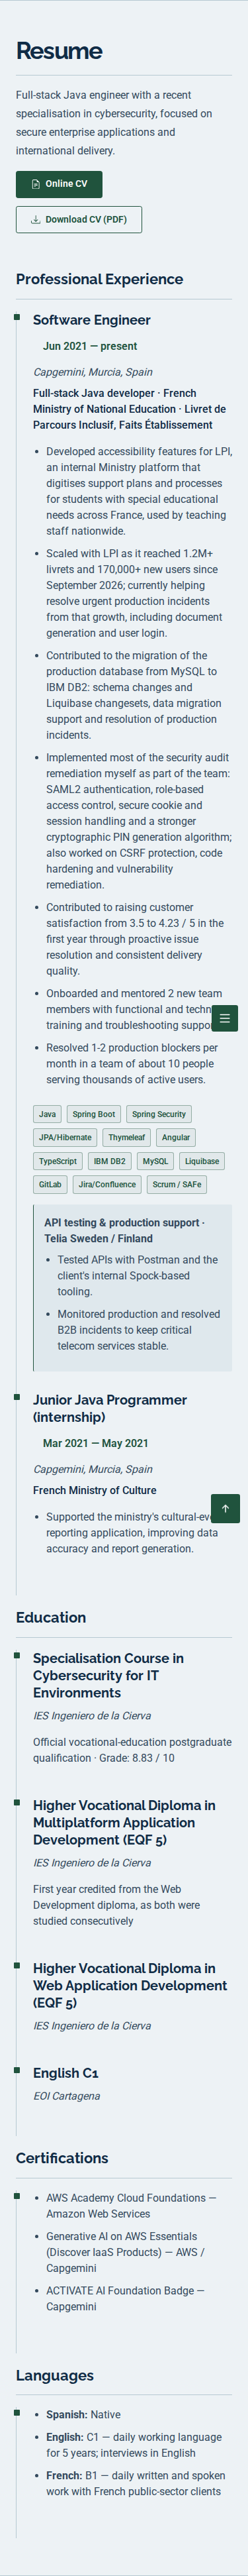 Resume
Full-stack Java engineer with a recent
specialisation in cybersecurity, focused on
secure enterprise applications and
international delivery.
Online CV
Download CV (PDF)
Professional Experience
Software Engineer
Jun 2021 — present
Capgemini, Murcia, Spain
Full-stack Java developer · French
Ministry of National Education · Livret de
Parcours Inclusif, Faits Établissement
• Developed accessibility features for LPI,
an internal Ministry platform that
digitises support plans and processes
for students with special educational
needs across France, used by teaching
staff nationwide.
• Scaled with LPI as it reached 1.2M+
livrets and 170,000+ new users since
September 2026; currently helping
resolve urgent production incidents
from that growth, including document
generation and user login.
• Contributed to the migration of the
production database from MySQL to
IBM DB2: schema changes and
Liquibase changesets, data migration
support and resolution of production
incidents.
• Implemented most of the security audit
remediation myself as part of the team:
SAML2 authentication, role-based
access control, secure cookie and
session handling and a stronger
cryptographic PIN generation algorithm;
also worked on CSRF protection, code
hardening and vulnerability
remediation.
• Contributed to raising customer
satisfaction from 3.5 to 4.23 / 5 in the
first year through proactive issue
resolution and consistent delivery
quality.
• Onboarded and mentored 2 new team
members with functional and techn
training and troubleshooting suppo
• Resolved 1-2 production blockers per
month in a team of about 10 people
serving thousands of active users.
Java Spring Boot Spring Security
JPA/Hibernate Thymeleaf Angular
TypeScript IBM DB2 MySQL Liquibase
GitLab Jira/Confluence Scrum / SAFe
API testing & production support ·
Telia Sweden / Finland
• Tested APIs with Postman and the
client's internal Spock-based
tooling.
• Monitored production and resolved
B2B incidents to keep critical
telecom services stable.
Junior Java Programmer
(internship)
Mar 2021 — May 2021
Capgemini, Murcia, Spain
French Ministry of Culture
• Supported the ministry's cultural-eve
reporting application, improving data
accuracy and report generation.
Education
Specialisation Course in
Cybersecurity for IT
Environments
IES Ingeniero de la Cierva
Official vocational-education postgraduate
qualification · Grade: 8.83 / 10
Higher Vocational Diploma in
Multiplatform Application
Development (EQF 5)
IES Ingeniero de la Cierva
First year credited from the Web
Development diploma, as both were
studied consecutively
Higher Vocational Diploma in
Web Application Development
(EQF 5)
IES Ingeniero de la Cierva
English C1
EOI Cartagena
Certifications
• AWS Academy Cloud Foundations —
Amazon Web Services
• Generative AI on AWS Essentials
(Discover IaaS Products) — AWS /
Capgemini
• ACTIVATE AI Foundation Badge —
Capgemini
Languages
• Spanish: Native
• English: C1 — daily working language
for 5 years; interviews in English
• French: B1 — daily written and spoken
work with French public-sector clients